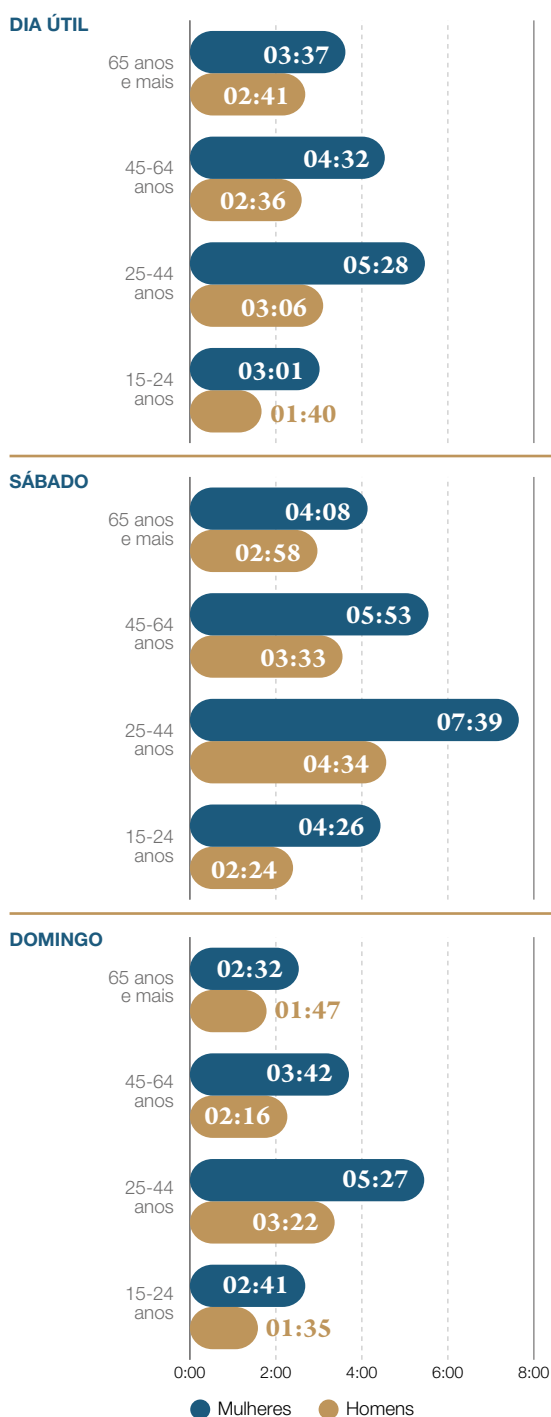 DIA ÚTIL
65 anos
e mais
03:37
02:41
45-64
anos
04:32
02:36
25-44
anos
05:28
03:06
15-24
anos
03:01
01:40
SÁBADO
65 anos
e mais
04:08
02:58
45-64
anos
05:53
03:33
25-44
anos
07:39
04:34
15-24
anos
04:26
02:24
DOMINGO
65 anos
e mais
02:32
01:47
45-64
anos
03:42
02:16
25-44
anos
05:27
03:22
15-24
anos
02:41
01:35
0:00 2:00 4:00 6:00 8:00
Mulheres Homens